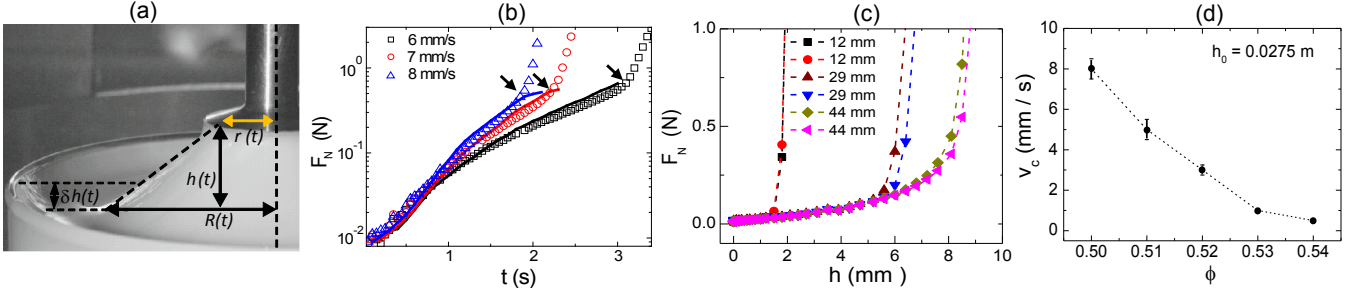 (a)
r (t)
h(t)
δh(t)
R(t)
(b)
6 mm/s
7 mm/s
8 mm/s
F_N (N)
10^0
10^-1
10^-2
1 2 3
t (s)
(c)
12 mm
12 mm
29 mm
29 mm
44 mm
44 mm
F_N (N)
1.0
0.5
0.0
0 2 4 6 8 10
h (mm)
(d)
h_0 = 0.0275 m
v_c (mm / s)
10
8
6
4
2
0
0.50 0.51 0.52 0.53 0.54
ϕ